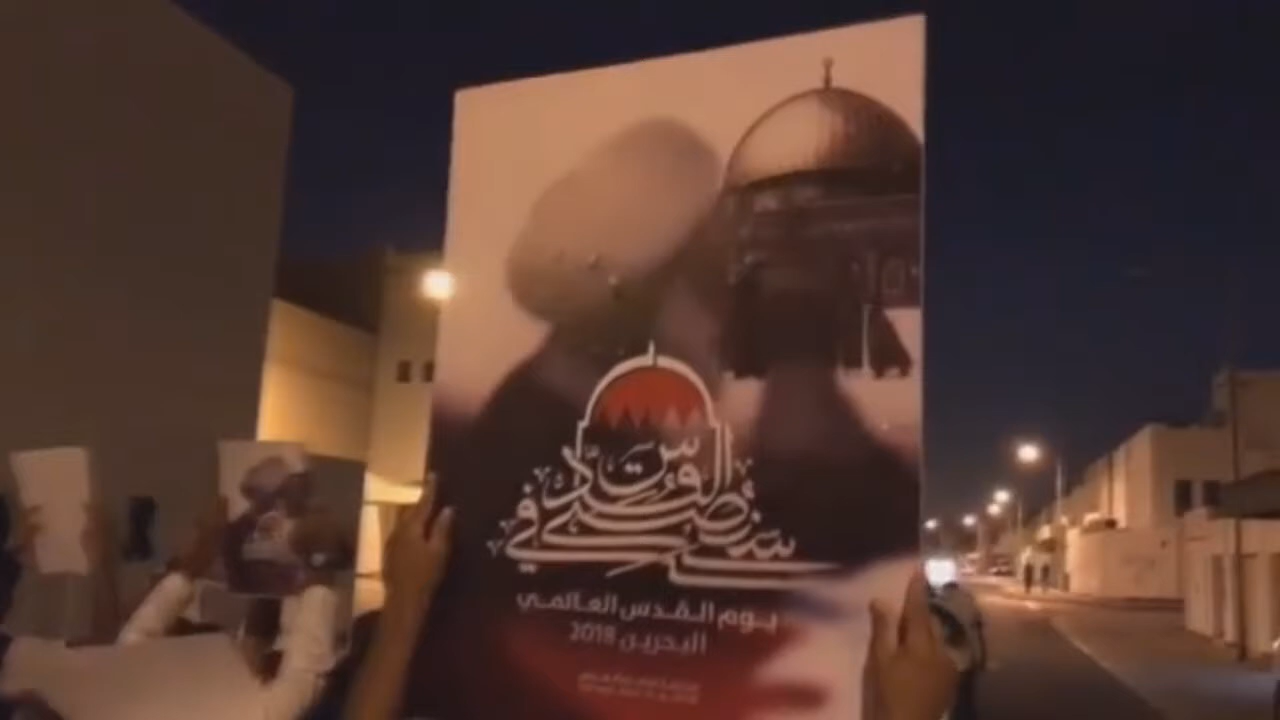 سنصلي في القدس
يوم القدس العالمي
البحرين 2018